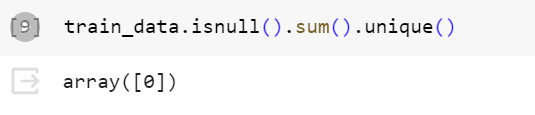 [9] train_data.isnull().sum().unique()
array([0])